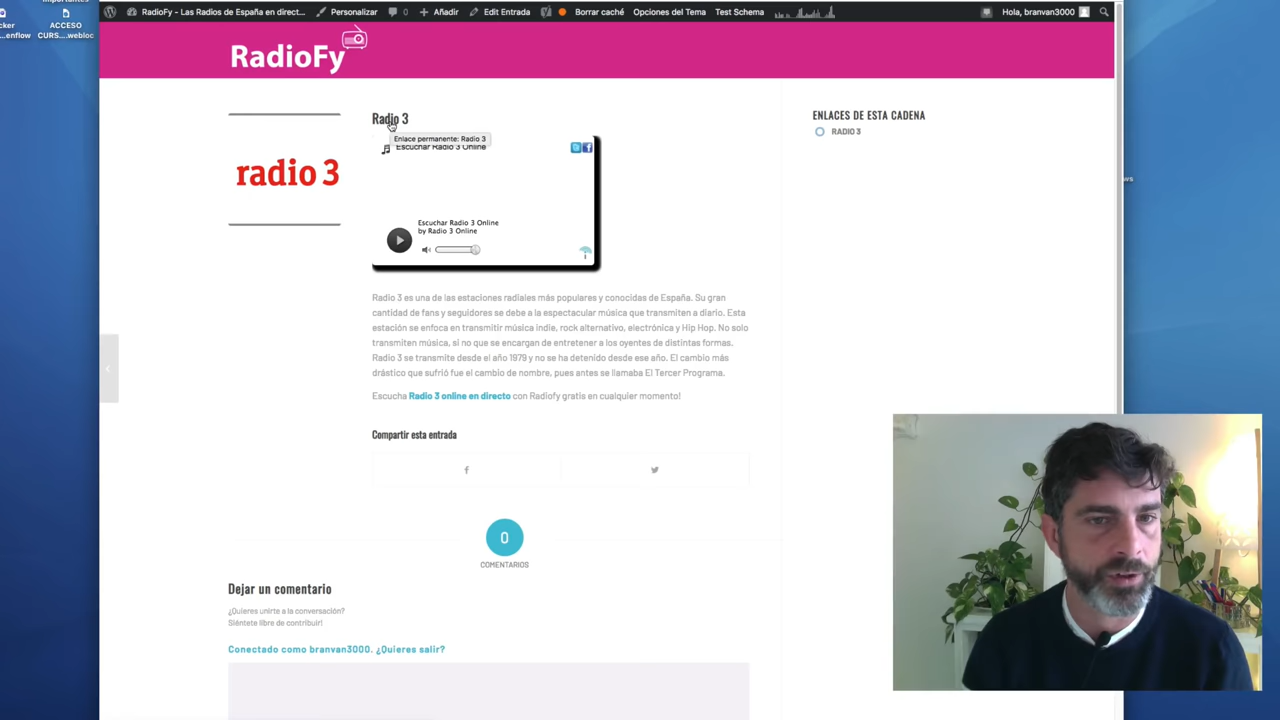 importantes
cker
ACCESO
...enflow
CURS....webloc
RadioFy - Las Radios de España en direct...
Personalizar
0
Añadir
Editar Entrada
Borrar caché
Opciones del Tema
Test Schema
Hola, branvan3000
RadioFy
Radio 3
Enlace permanente: Radio 3
Escuchar Radio 3 Online
radio 3
Escuchar Radio 3 Online
by Radio 3 Online
ENLACES DE ESTA CADENA
RADIO 3
ws
Radio 3 es una de las estaciones radiales más populares y conocidas de España. Su gran
cantidad de fans y seguidores se debe a la espectacular música que transmiten a diario. Esta
estación se enfoca en transmitir música indie, rock alternativo, electrónica y Hip Hop. No solo
transmiten música, si no que se encargan de entretener a los oyentes de distintas formas.
Radio 3 se transmite desde el año 1979 y no se ha detenido desde ese año. El cambio más
drástico que sufrió fue el cambio de nombre, pues antes se llamaba El Tercer Programa.
Escucha Radio 3 online en directo con Radiofy gratis en cualquier momento!
Compartir esta entrada
0
COMENTARIOS
Dejar un comentario
¿Quieres unirte a la conversación?
Siéntete libre de contribuir!
Conectado como branvan3000. ¿Quieres salir?